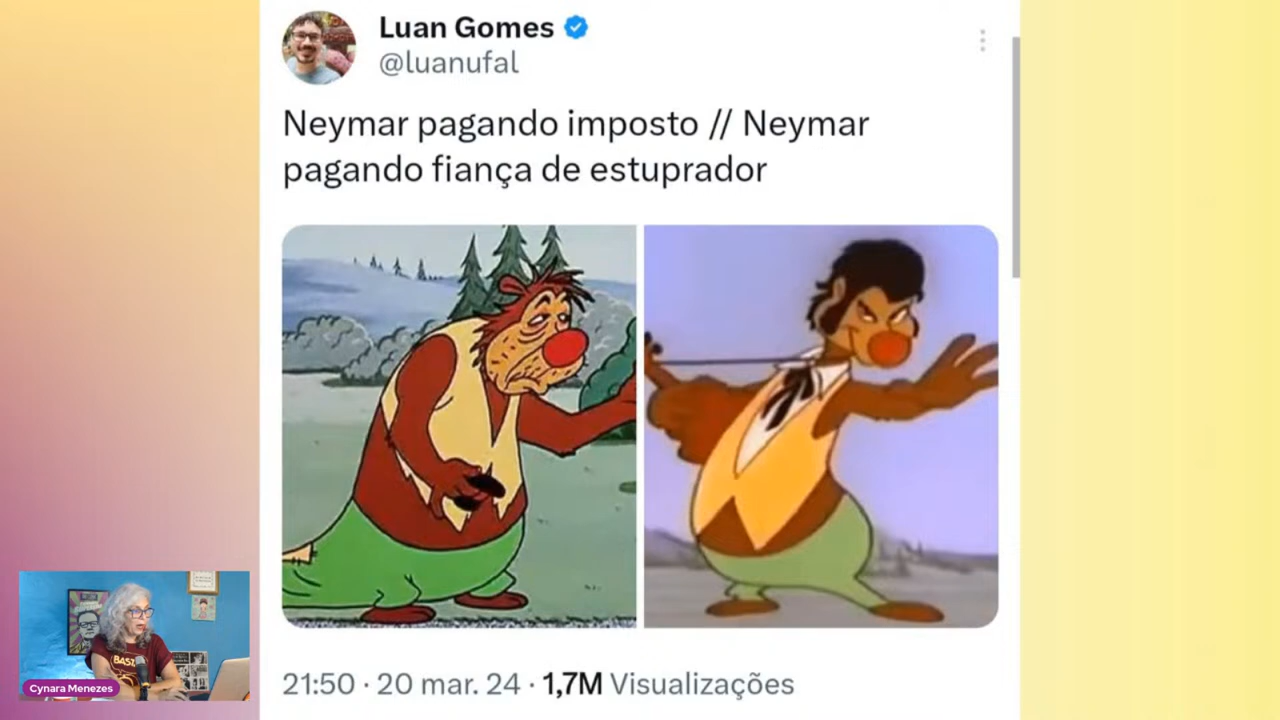 Luan Gomes
@luanufal
Neymar pagando imposto // Neymar
pagando fiança de estuprador
21:50 · 20 mar. 24 · 1,7M Visualizações
BAST
Cynara Menezes